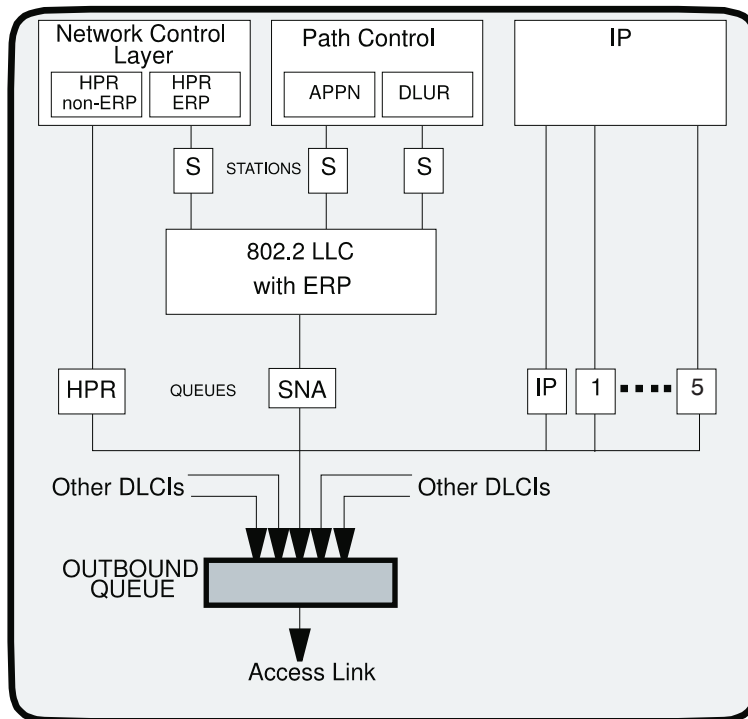 Network Control
Layer
HPR
non-ERP
HPR
ERP
Path Control
APPN
DLUR
IP
S
STATIONS
S
S
802.2 LLC
with ERP
HPR
QUEUES
SNA
IP
1
5
Other DLCIs
Other DLCIs
OUTBOUND
QUEUE
Access Link